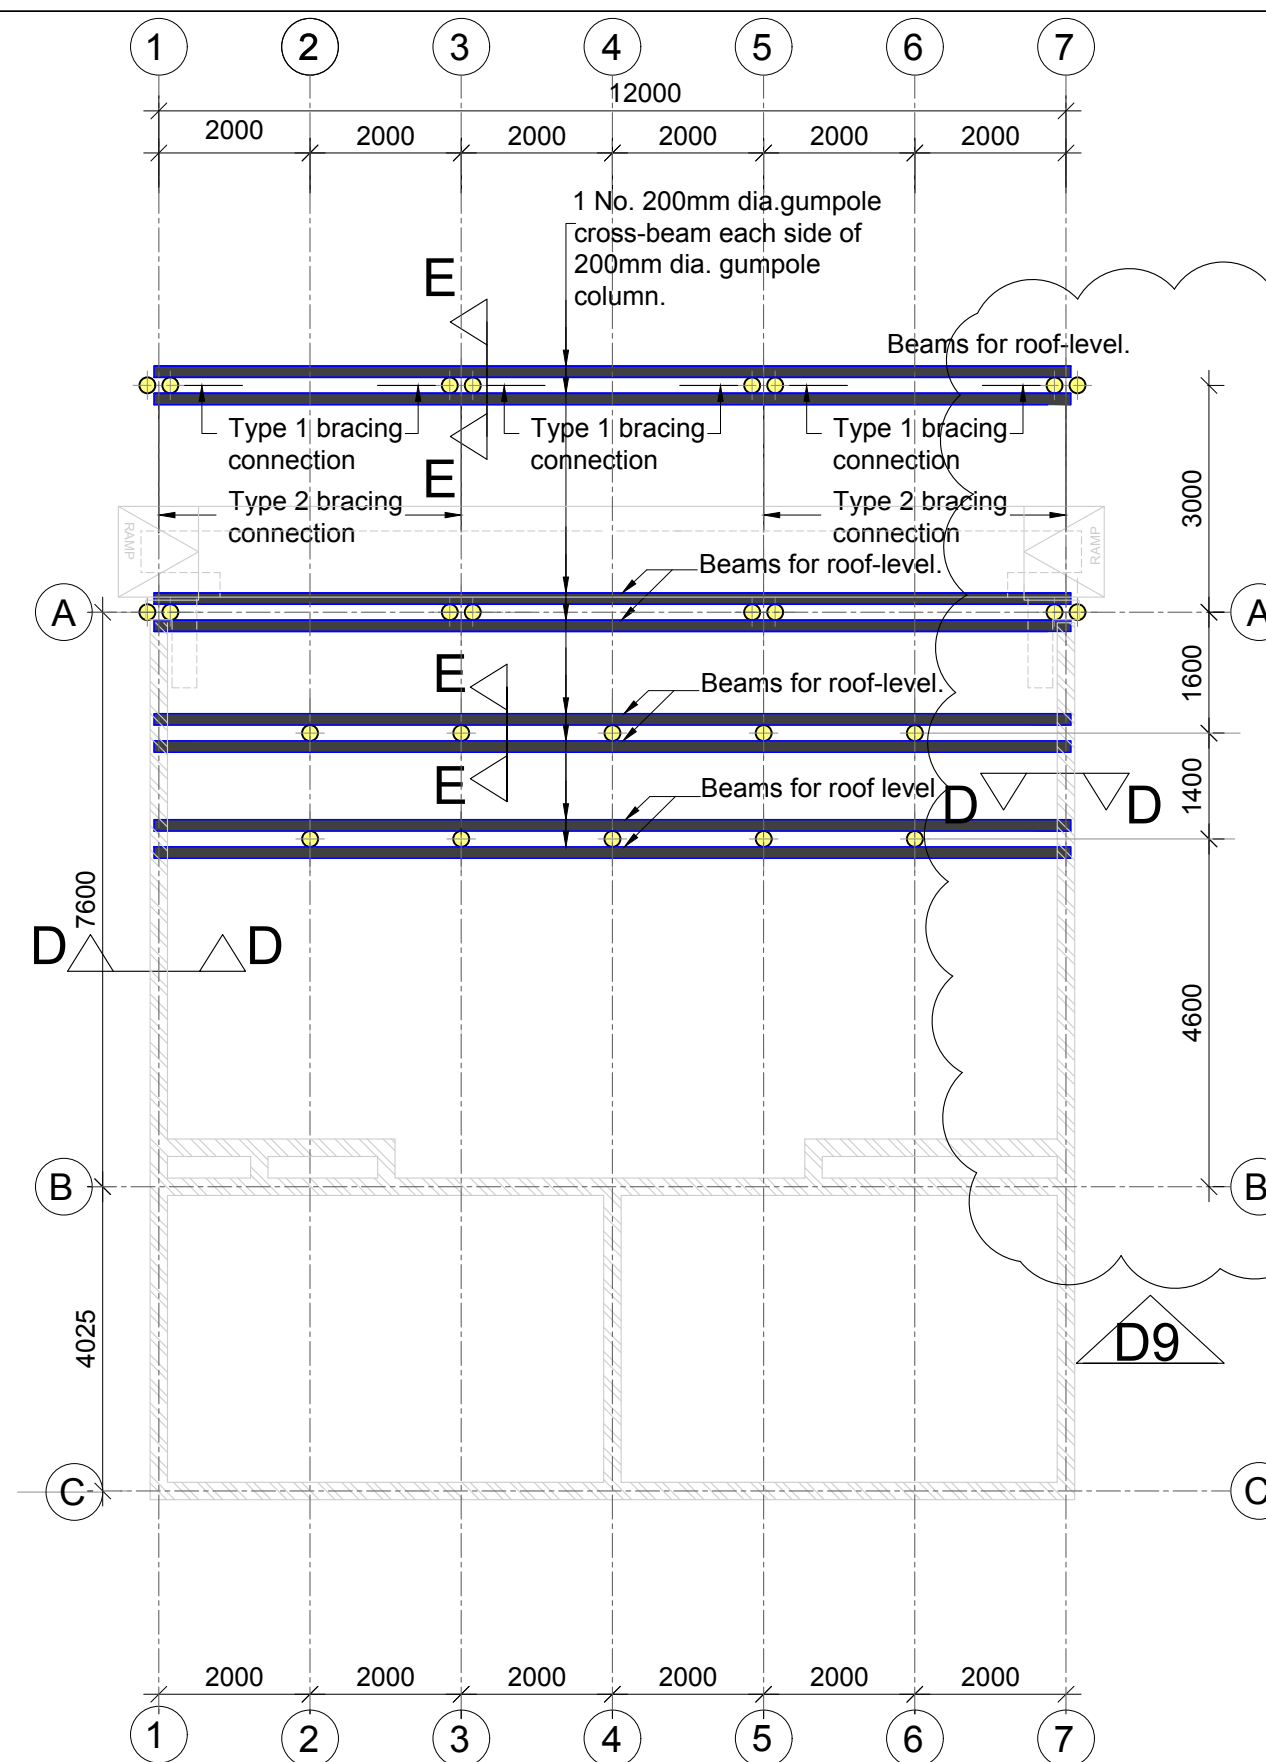 1 2 3 4 5 6 7
12000
2000 2000 2000 2000 2000 2000
1 No. 200mm dia.gumpole
cross-beam each side of
200mm dia. gumpole
column.
E
Beams for roof-level.
Type 1 bracing
connection
Type 1 bracing
connection
Type 1 bracing
connection
E
Type 2 bracing
connection
Type 2 bracing
connection
3000
RAMP
RAMP
Beams for roof-level.
A A
1600
E
Beams for roof-level.
E
Beams for roof level
D D
1400
7600
D D
4600
B B
4025
D9
C C
2000 2000 2000 2000 2000 2000
1 2 3 4 5 6 7